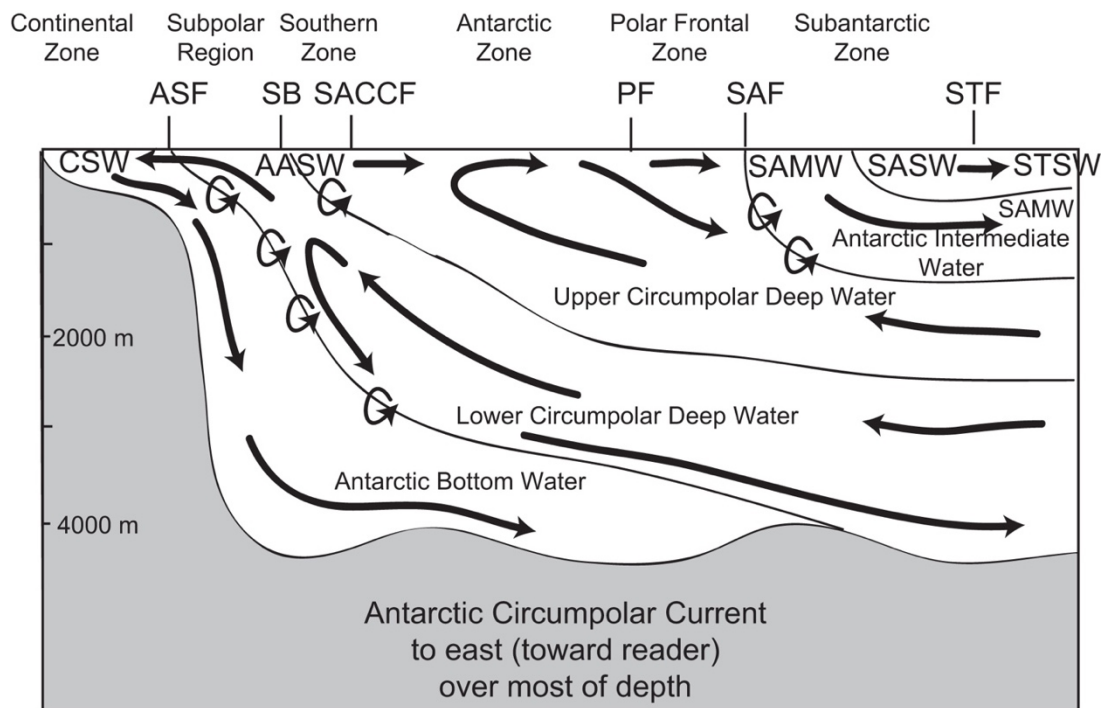 Continental Zone
Subpolar Region
Southern Zone
Antarctic Zone
Polar Frontal Zone
Subantarctic Zone
ASF
SB
SACCF
PF
SAF
STF
CSW
AASW
SAMW
SASW
STSW
SAMW
Antarctic Intermediate
Water
Upper Circumpolar Deep Water
2000 m
Lower Circumpolar Deep Water
Antarctic Bottom Water
4000 m
Antarctic Circumpolar Current
to east (toward reader)
over most of depth